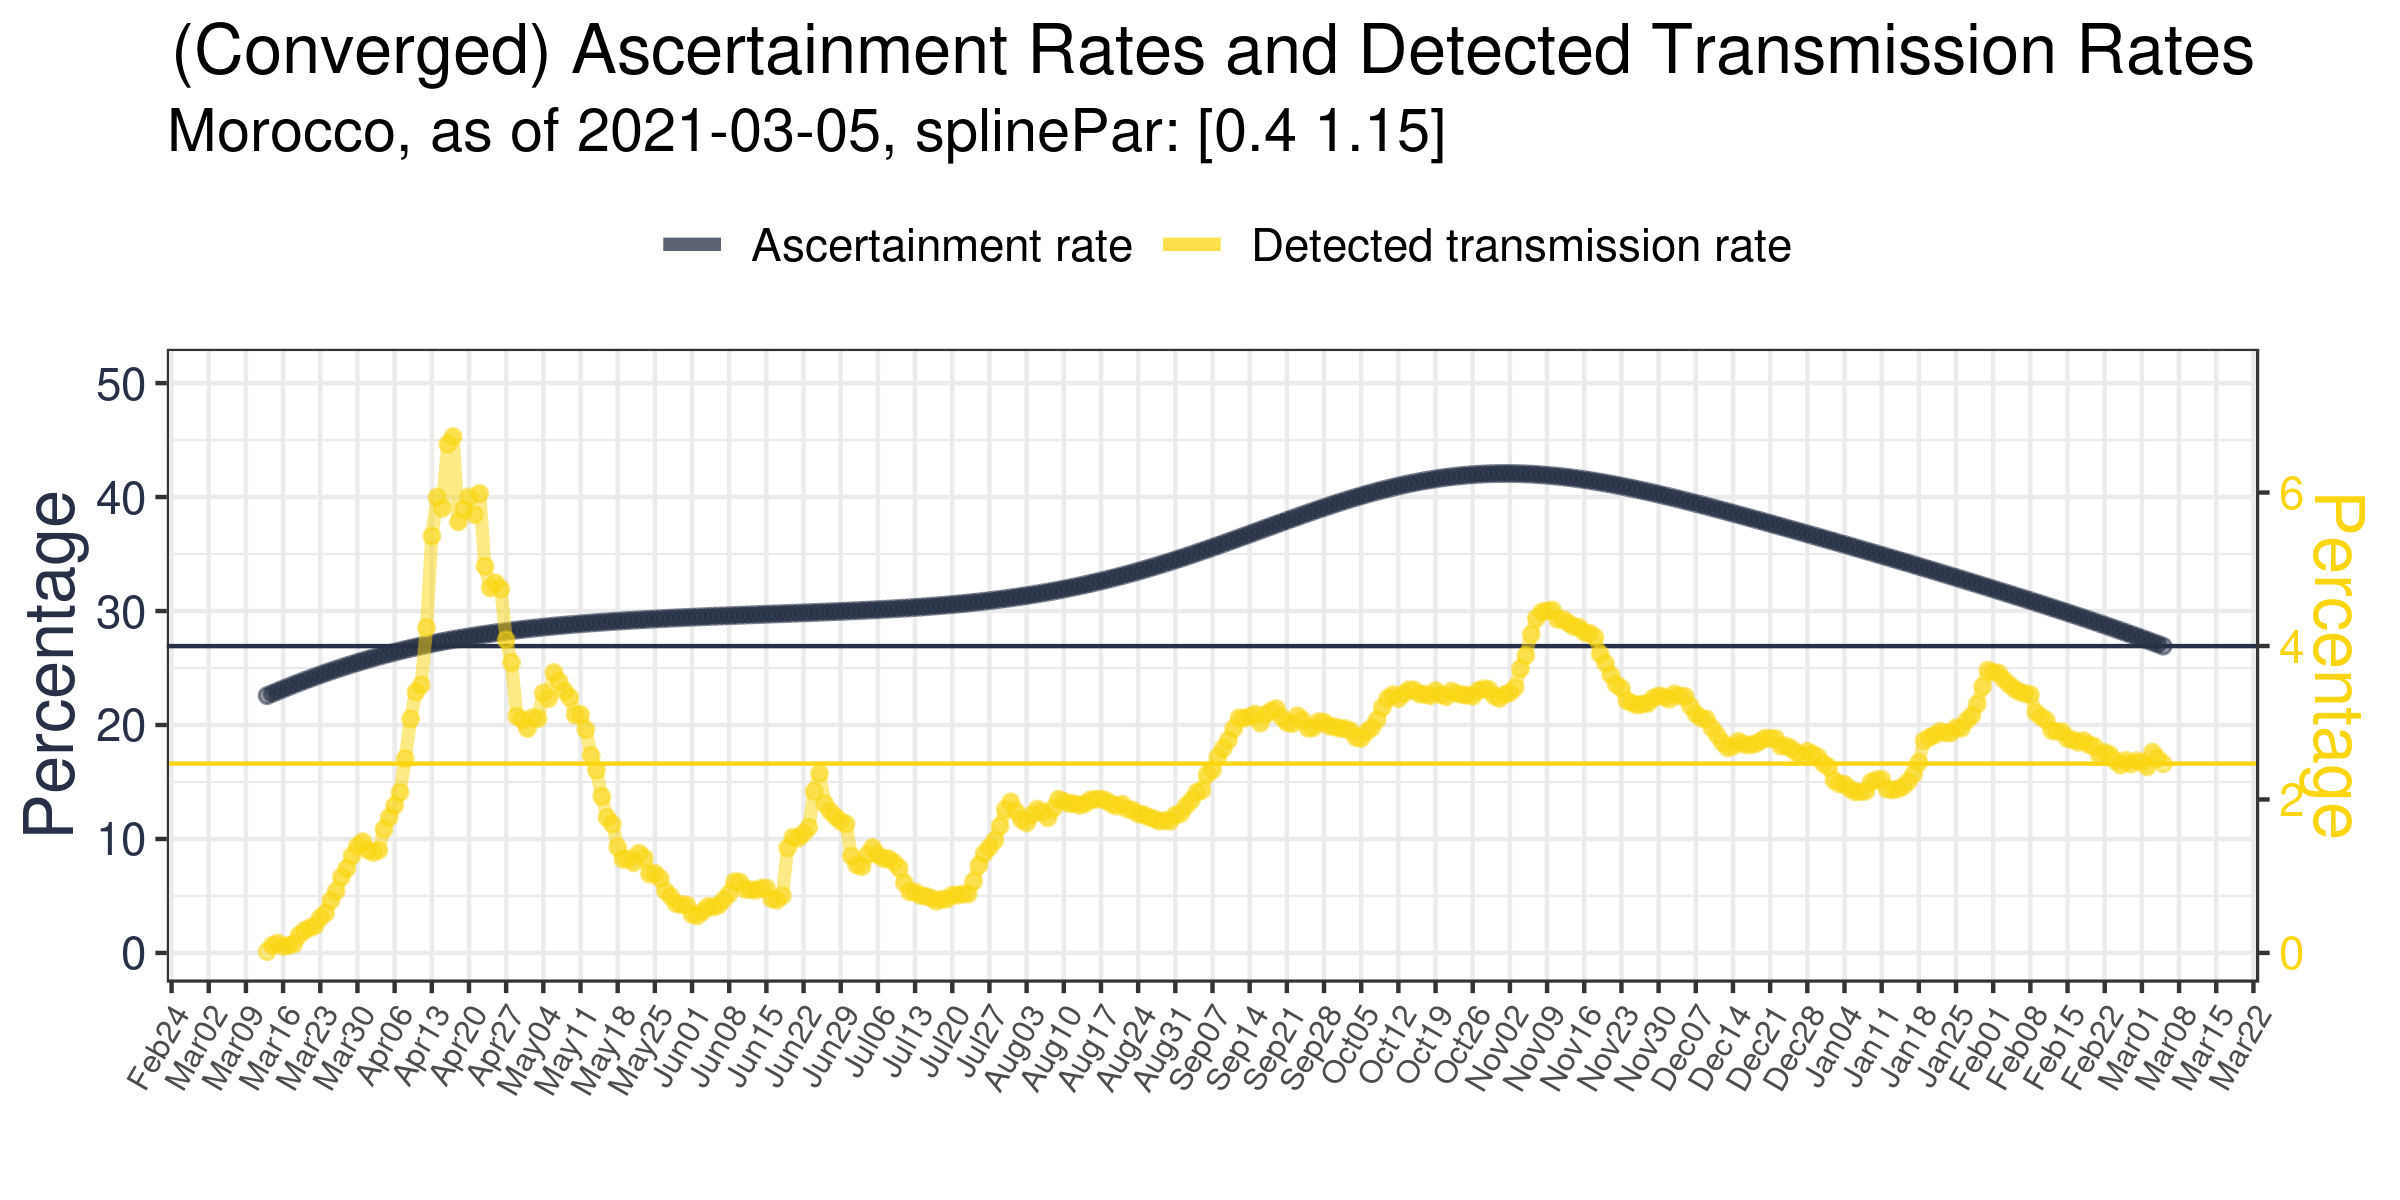 (Converged) Ascertainment Rates and Detected Transmission Rates
Morocco, as of 2021-03-05, splinePar: [0.4 1.15]
Ascertainment rate
Detected transmission rate
Percentage
50
40
30
20
10
0
6
4
2
0
Percentage
Feb24
Mar02
Mar09
Mar16
Mar23
Mar30
Apr06
Apr13
Apr20
Apr27
May04
May11
May18
May25
Jun01
Jun08
Jun15
Jun22
Jun29
Jul06
Jul13
Jul20
Jul27
Aug03
Aug10
Aug17
Aug24
Aug31
Sep07
Sep14
Sep21
Sep28
Oct05
Oct12
Oct19
Oct26
Nov02
Nov09
Nov16
Nov23
Nov30
Dec07
Dec14
Dec21
Dec28
Jan04
Jan11
Jan18
Jan25
Feb01
Feb08
Feb15
Feb22
Mar01
Mar08
Mar15
Mar22